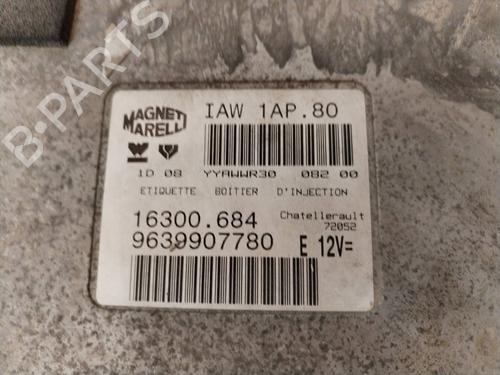 B-PARTS
MAGNETI
MARELLI
IAW 1AP.80
1D 08 YYAWWR30 082 00
ETIQUETTE BOITIER D'INJECTION
16300.684
Chatellerault
72052
9639907780
E 12V=